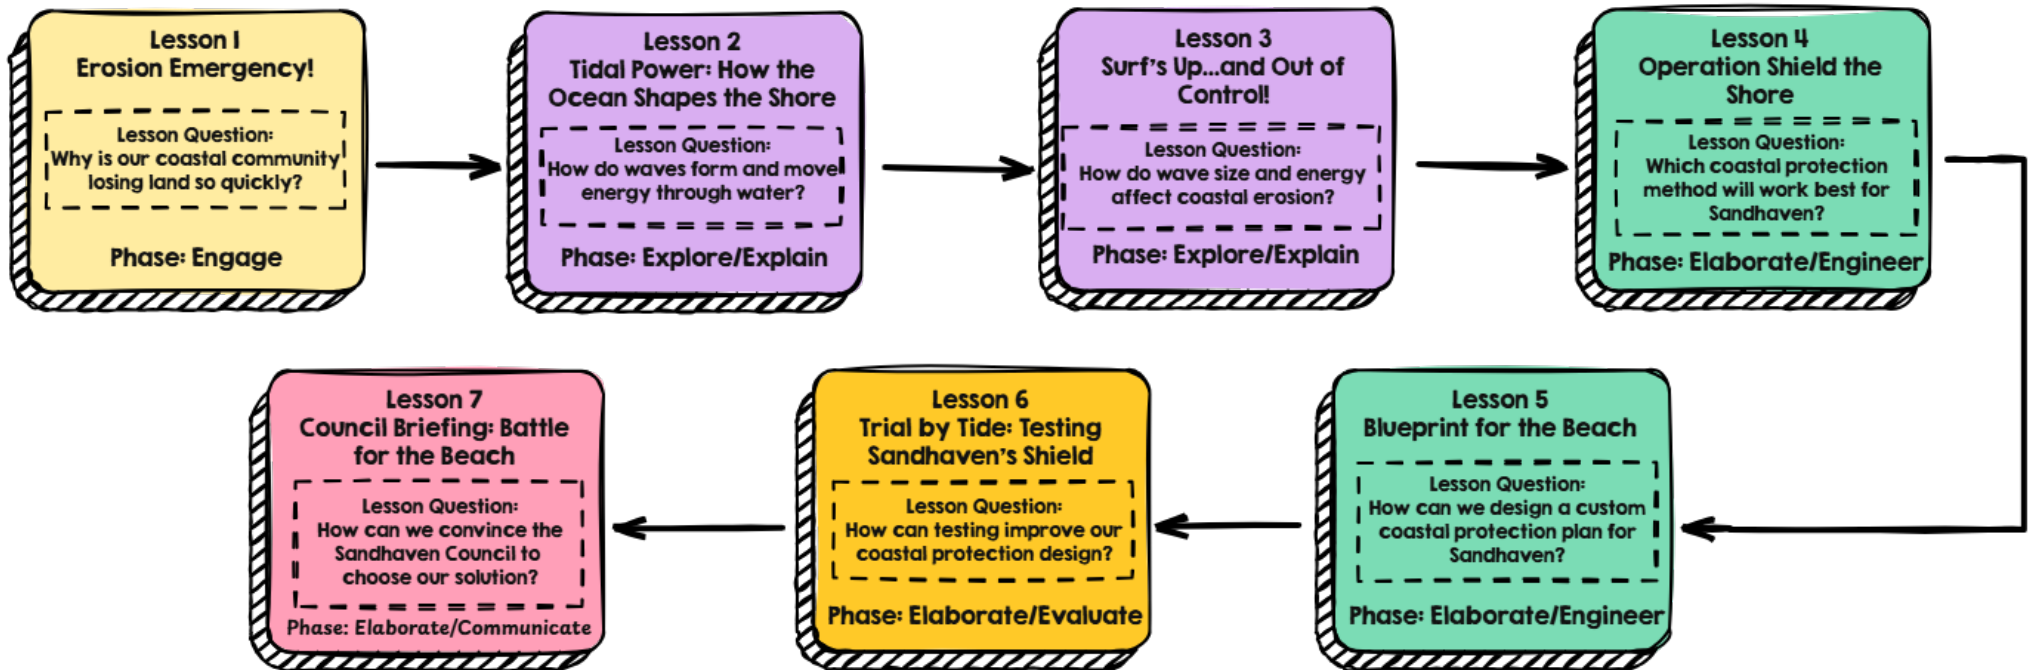 Lesson 1
Erosion Emergency!
Lesson Question:
Why is our coastal community
losing land so quickly?
Phase: Engage
Lesson 2
Tidal Power: How the
Ocean Shapes the Shore
Lesson Question:
How do waves form and move
energy through water?
Phase: Explore/Explain
Lesson 3
Surf's Up...and Out of
Control!
Lesson Question:
How do wave size and energy
affect coastal erosion?
Phase: Explore/Explain
Lesson 4
Operation Shield the
Shore
Lesson Question:
Which coastal protection
method will work best for
Sandhaven?
Phase: Elaborate/Engineer
Lesson 5
Blueprint for the Beach
Lesson Question:
How can we design a custom
coastal protection plan for
Sandhaven?
Phase: Elaborate/Engineer
Lesson 6
Trial by Tide: Testing
Sandhaven's Shield
Lesson Question:
How can testing improve our
coastal protection design?
Phase: Elaborate/Evaluate
Lesson 7
Council Briefing: Battle
for the Beach
Lesson Question:
How can we convince the
Sandhaven Council to
choose our solution?
Phase: Elaborate/Communicate